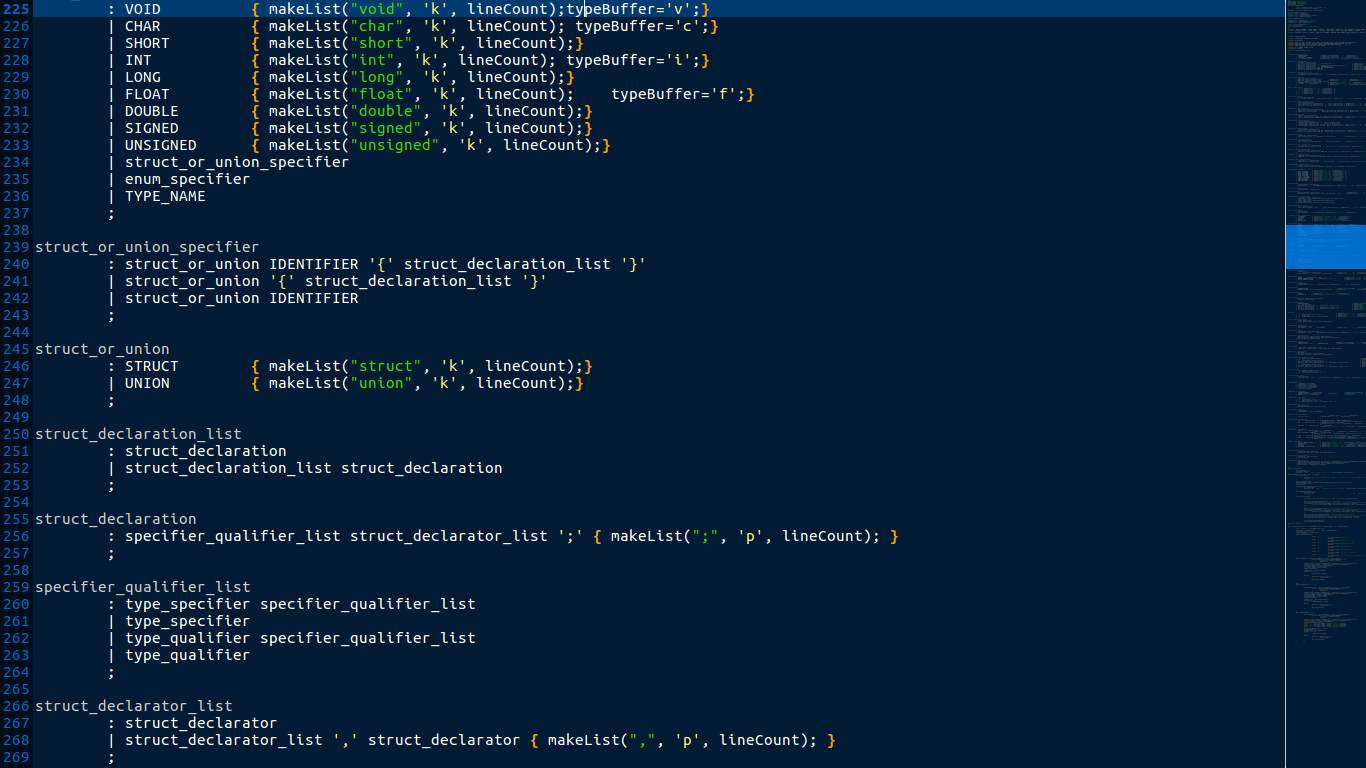 225         : VOID          { makeList("void", 'k', lineCount);typeBuffer='v';}
226         | CHAR          { makeList("char", 'k', lineCount); typeBuffer='c';}
227         | SHORT         { makeList("short", 'k', lineCount);}
228         | INT           { makeList("int", 'k', lineCount); typeBuffer='i';}
229         | LONG          { makeList("long", 'k', lineCount);}
230         | FLOAT         { makeList("float", 'k', lineCount);    typeBuffer='f';}
231         | DOUBLE        { makeList("double", 'k', lineCount);}
232         | SIGNED        { makeList("signed", 'k', lineCount);}
233         | UNSIGNED      { makeList("unsigned", 'k', lineCount);}
234         | struct_or_union_specifier
235         | enum_specifier
236         | TYPE_NAME
237         ;
238
239 struct_or_union_specifier
240         : struct_or_union IDENTIFIER '{' struct_declaration_list '}'
241         | struct_or_union '{' struct_declaration_list '}'
242         | struct_or_union IDENTIFIER
243         ;
244
245 struct_or_union
246         : STRUCT        { makeList("struct", 'k', lineCount);}
247         | UNION         { makeList("union", 'k', lineCount);}
248         ;
249
250 struct_declaration_list
251         : struct_declaration
252         | struct_declaration_list struct_declaration
253         ;
254
255 struct_declaration
256         : specifier_qualifier_list struct_declarator_list ';' { makeList(";", 'p', lineCount); }
257         ;
258
259 specifier_qualifier_list
260         : type_specifier specifier_qualifier_list
261         | type_specifier
262         | type_qualifier specifier_qualifier_list
263         | type_qualifier
264         ;
265
266 struct_declarator_list
267         : struct_declarator
268         | struct_declarator_list ',' struct_declarator { makeList(",", 'p', lineCount); }
269         ;